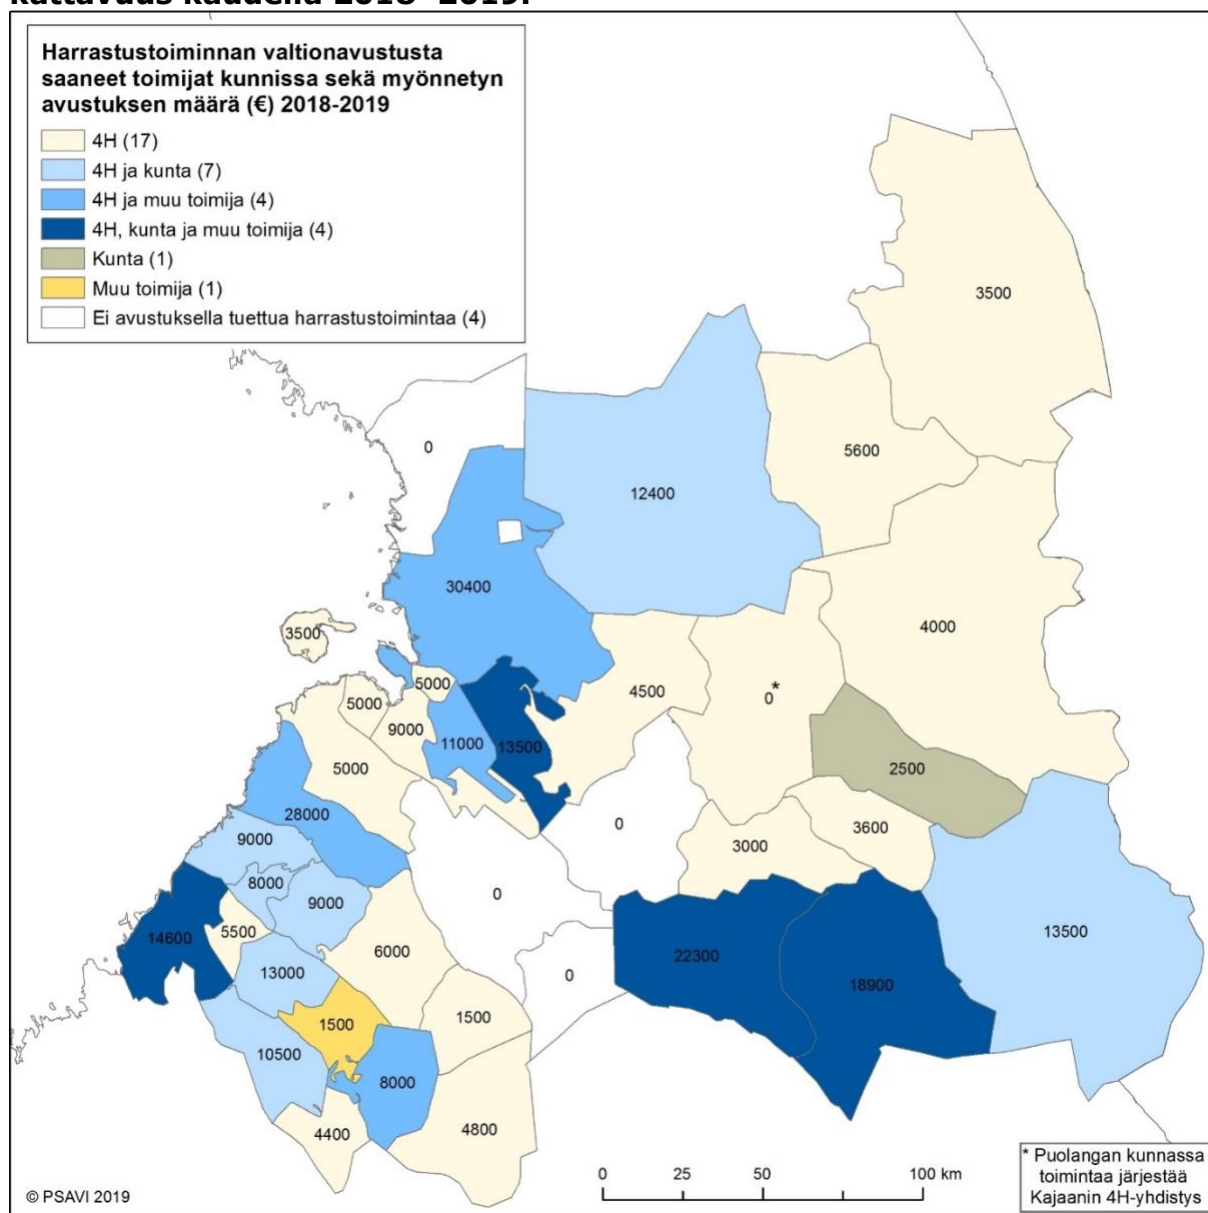 kattavuus kaudella 2018–2019.
Harrastustoiminnan valtionavustusta
saaneet toimijat kunnissa sekä myönnetyn
avustuksen määrä (€) 2018-2019
4H (17)
4H ja kunta (7)
4H ja muu toimija (4)
4H, kunta ja muu toimija (4)
Kunta (1)
Muu toimija (1)
Ei avustuksella tuettua harrastustoimintaa (4)
3500
0
5600
12400
30400
4000
3500
5000
4500
0*
5000
9000
11000
13500
5000
2500
28000
0
3600
9000
3000
8000
0
9000
5500
13500
14600
6000
22300
13000
0
18900
1500
1500
10500
8000
4400
4800
* Puolangan kunnassa
toimintaa järjestää
Kajaanin 4H-yhdistys
0 25 50 100 km
© PSAVI 2019